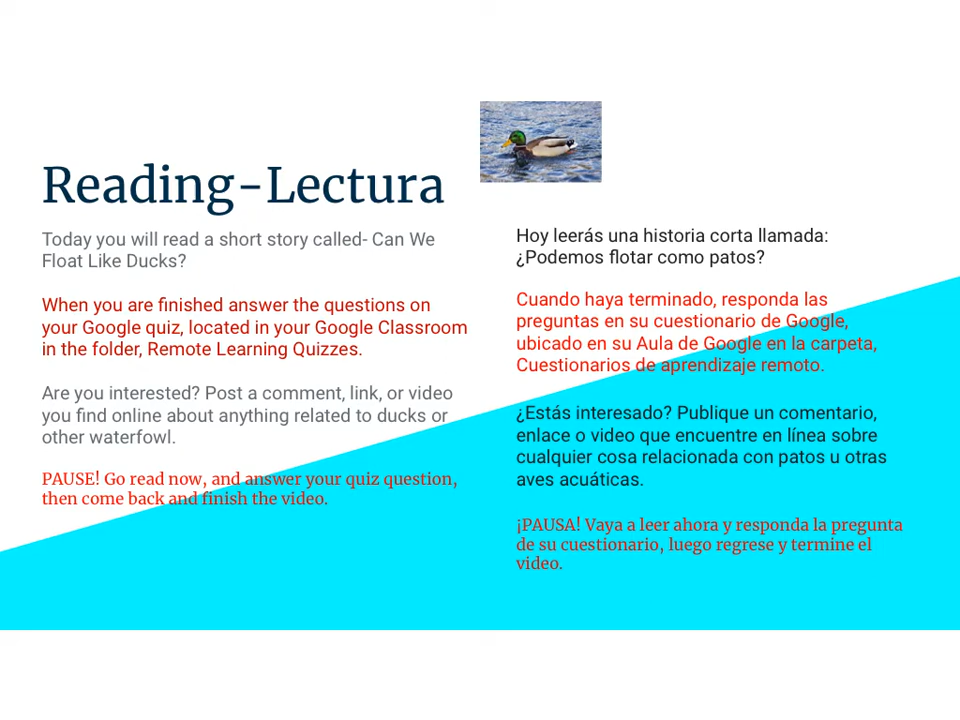 Reading-Lectura
Today you will read a short story called- Can We
Float Like Ducks?
When you are finished answer the questions on
your Google quiz, located in your Google Classroom
in the folder, Remote Learning Quizzes.
Are you interested? Post a comment, link, or video
you find online about anything related to ducks or
other waterfowl.
PAUSE! Go read now, and answer your quiz question,
then come back and finish the video.
Hoy leerás una historia corta llamada:
¿Podemos flotar como patos?
Cuando haya terminado, responda las
preguntas en su cuestionario de Google,
ubicado en su Aula de Google en la carpeta,
Cuestionarios de aprendizaje remoto.
¿Estás interesado? Publique un comentario,
enlace o video que encuentre en línea sobre
cualquier cosa relacionada con patos u otras
aves acuáticas.
¡PAUSA! Vaya a leer ahora y responda la pregunta
de su cuestionario, luego regrese y termine el
video.